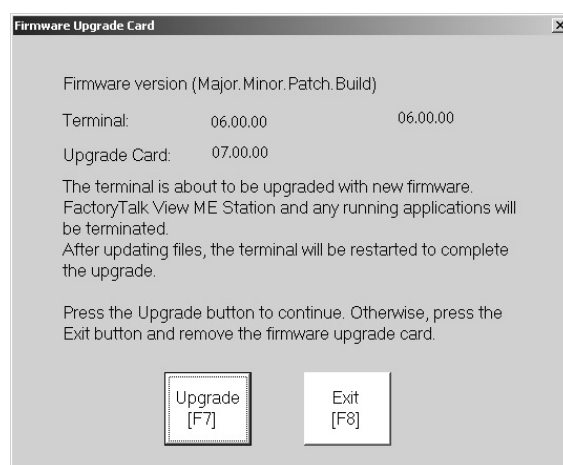 Firmware Upgrade Card
Firmware version (Major.Minor.Patch.Build)
Terminal: 06.00.00 06.00.00
Upgrade Card: 07.00.00
The terminal is about to be upgraded with new firmware.
FactoryTalk View ME Station and any running applications will
be terminated.
After updating files, the terminal will be restarted to complete
the upgrade.
Press the Upgrade button to continue. Otherwise, press the
Exit button and remove the firmware upgrade card.
Upgrade
[F7]
Exit
[F8]